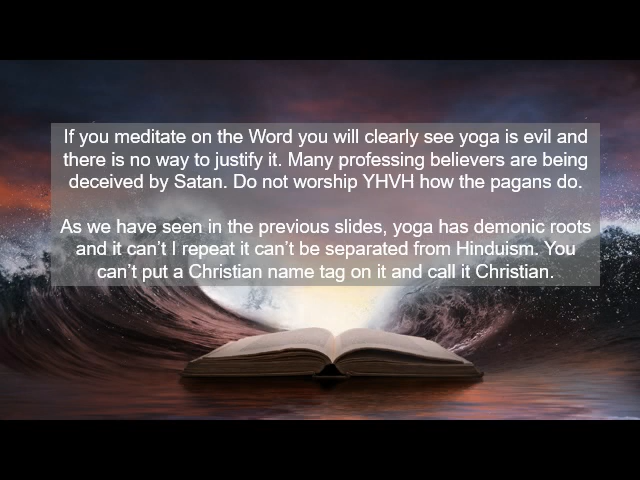 If you meditate on the Word you will clearly see yoga is evil and
there is no way to justify it. Many professing believers are being
deceived by Satan. Do not worship YHVH how the pagans do.
As we have seen in the previous slides, yoga has demonic roots
and it can't I repeat it can't be separated from Hinduism. You
can't put a Christian name tag on it and call it Christian.